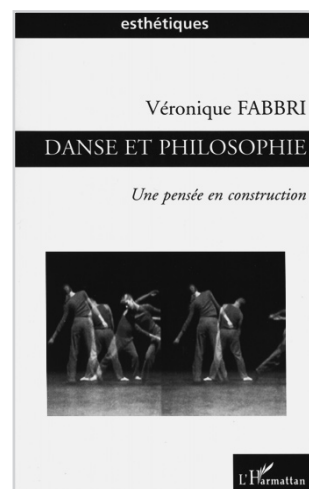 esthétiques
Véronique FABBRI
DANSE ET PHILOSOPHIE
Une pensée en construction
L'Harmattan